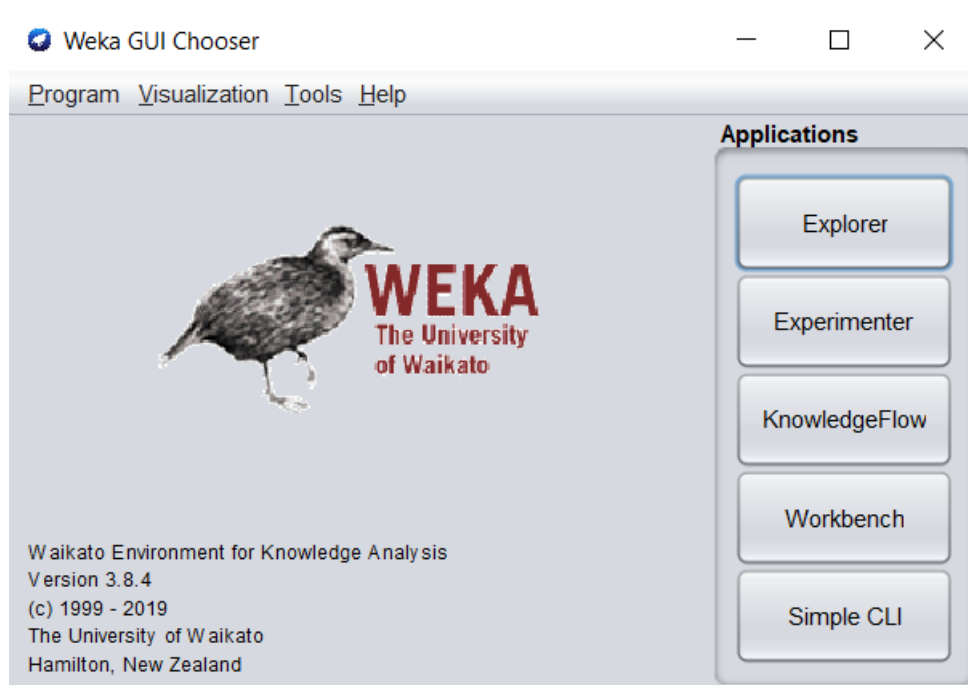 Weka GUI Chooser
Program Visualization Tools Help
Applications
Explorer
Experimenter
KnowledgeFlow
Workbench
Simple CLI
WEKA
The University
of Waikato
Waikato Environment for Knowledge Analysis
Version 3.8.4
(c) 1999 - 2019
The University of Waikato
Hamilton, New Zealand